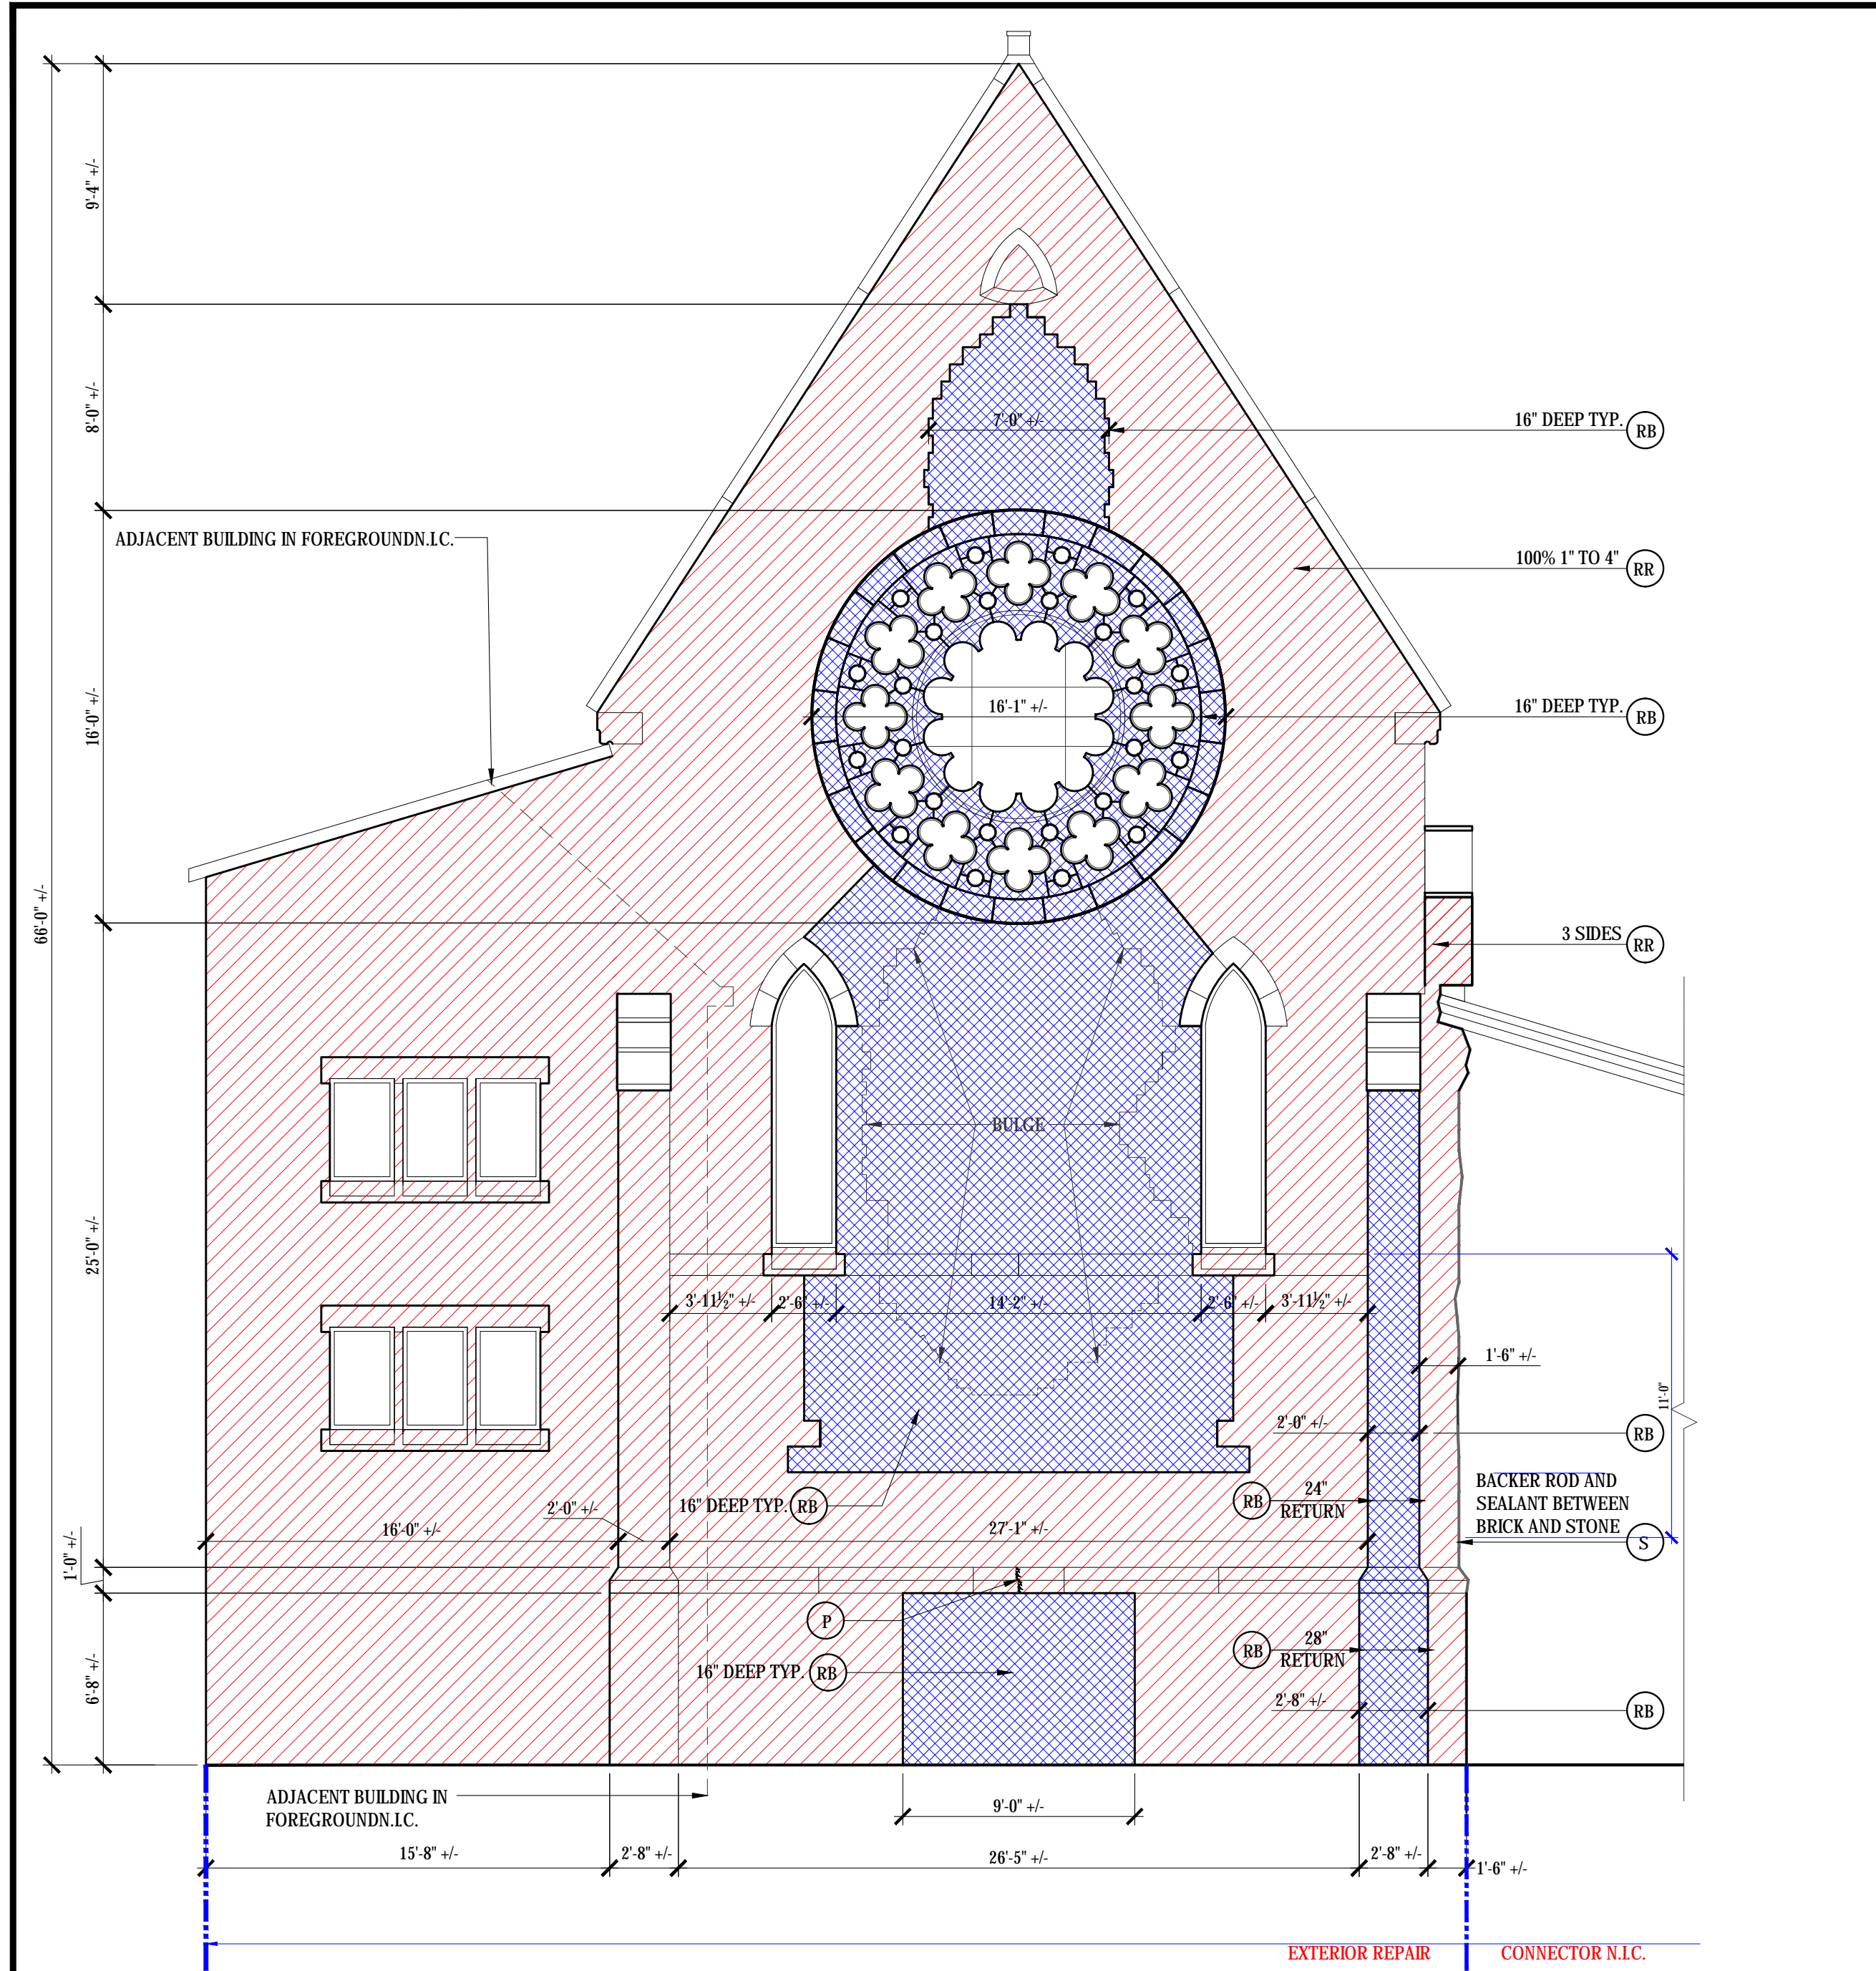 9'-4" +/-
8'-0" +/-
7'-0" +/-
16" DEEP TYP.
RB
ADJACENT BUILDING IN FOREGROUNDN.I.C.
100% 1" TO 4"
RR
16'-0" +/-
16'-1" +/-
16" DEEP TYP.
RB
66'-0" +/-
3 SIDES
RR
BULGE
25'-0" +/-
3'-11½" +/-
2'-6" +/-
14'-2" +/-
2'-6" +/-
3'-11½" +/-
1'-6" +/-
11'-0"
2'-0" +/-
RB
16" DEEP TYP.
RB
RB
24"
RETURN
BACKER ROD AND
SEALANT BETWEEN
BRICK AND STONE
S
16'-0" +/-
2'-0" +/-
27'-1" +/-
1'-0" +/-
P
16" DEEP TYP.
RB
RB
28"
RETURN
6'-8" +/-
2'-8" +/-
RB
ADJACENT BUILDING IN
FOREGROUNDN.I.C.
9'-0" +/-
15'-8" +/-
2'-8" +/-
26'-5" +/-
2'-8" +/-
1'-6" +/-
EXTERIOR REPAIR
CONNECTOR N.I.C.